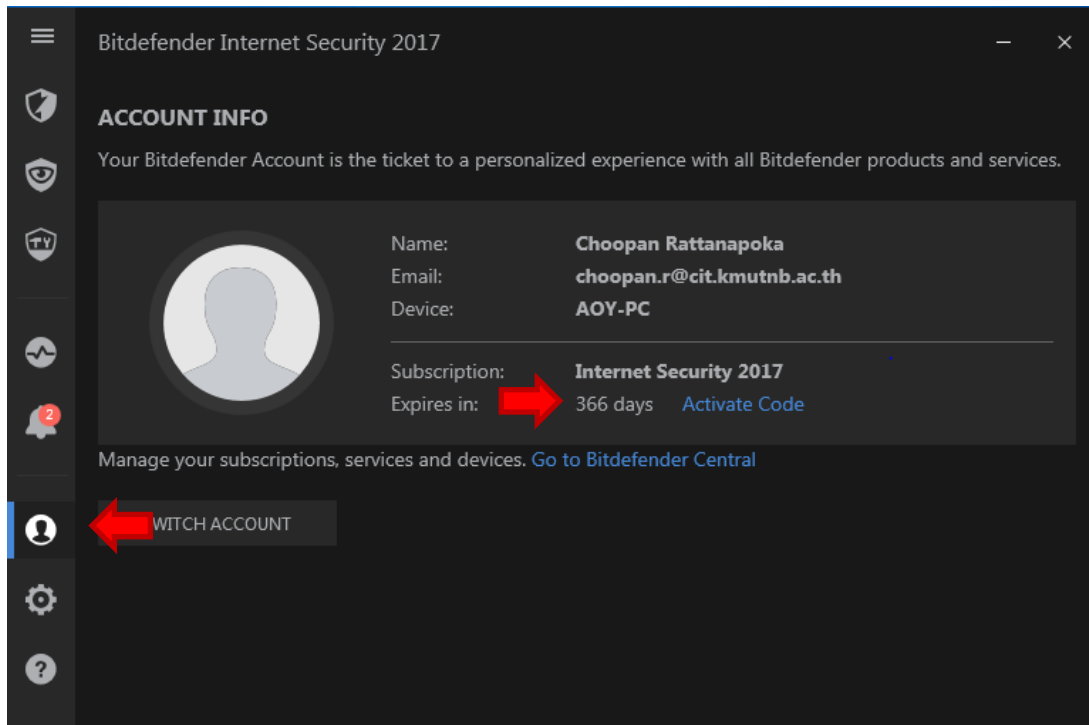 Bitdefender Internet Security 2017
ACCOUNT INFO
Your Bitdefender Account is the ticket to a personalized experience with all Bitdefender products and services.
Name: Choopan Rattanapoka
Email: choopan.r@cit.kmutnb.ac.th
Device: AOY-PC
Subscription: Internet Security 2017
Expires in: 366 days Activate Code
2
Manage your subscriptions, services and devices. Go to Bitdefender Central
WITCH ACCOUNT
?